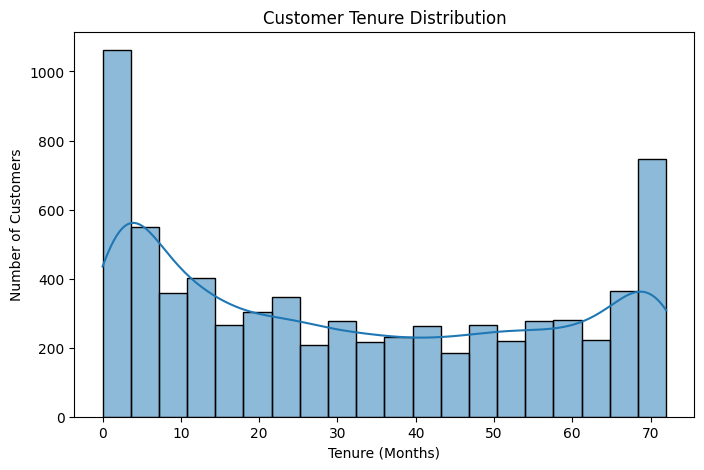 Customer Tenure Distribution
Number of Customers
1000
800
600
400
200
0
0 10 20 30 40 50 60 70
Tenure (Months)